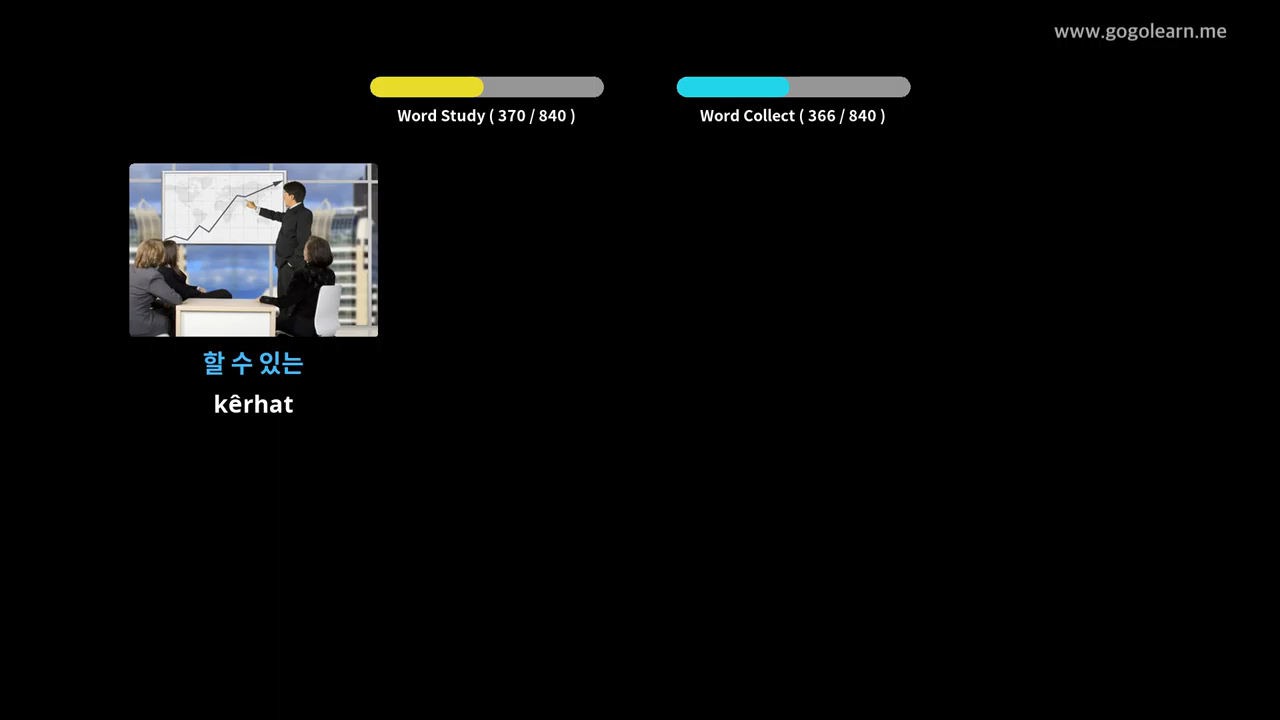 www.gogolearn.me
Word Study ( 370 / 840 )
Word Collect ( 366 / 840 )
할 수 있는
kêrhat